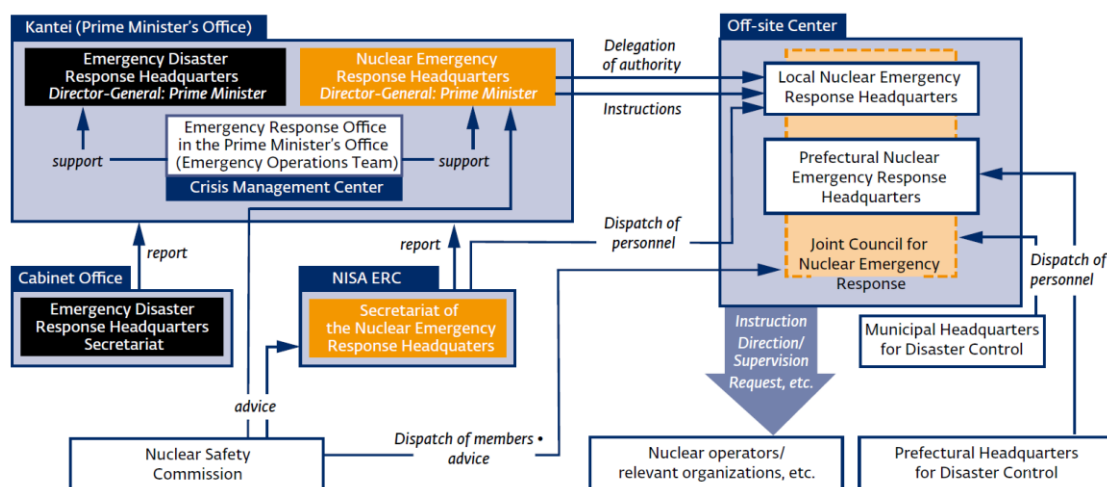 Kantei (Prime Minister's Office)
Emergency Disaster
Response Headquarters
Director-General: Prime Minister
Nuclear Emergency
Response Headquarters
Director-General: Prime Minister
support
Emergency Response Office
in the Prime Minister's Office
(Emergency Operations Team)
Crisis Management Center
support
Delegation
of authority
Instructions
Off-site Center
Local Nuclear Emergency
Response Headquarters
Prefectural Nuclear
Emergency Response
Headquarters
Joint Council for
Nuclear Emergency
Response
report
report
Dispatch of
personnel
Dispatch of
personnel
Cabinet Office
Emergency Disaster
Response Headquarters
Secretariat
NISA ERC
Secretariat of
the Nuclear Emergency
Response Headquaters
Instruction
Direction/
Supervision
Request, etc.
Municipal Headquarters
for Disaster Control
advice
Nuclear Safety
Commission
Dispatch of members •
advice
Nuclear operators/
relevant organizations, etc.
Prefectural Headquarters
for Disaster Control